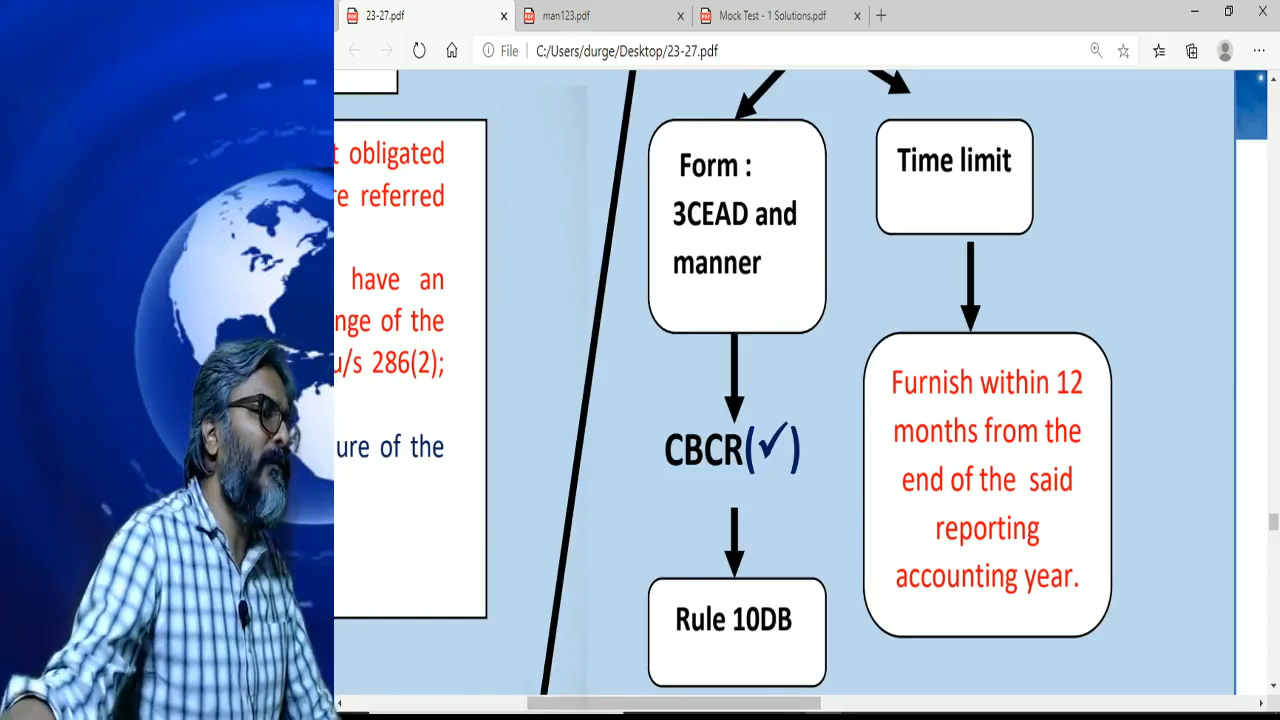 23-27.pdf
man123.pdf
Mock Test - 1 Solutions.pdf
File
C:/Users/durge/Desktop/23-27.pdf
obligated
referred
have an
of the
u/s 286(2);
of the
Form :
3CEAD and
manner
CBCR(✓)
Rule 10DB
Time limit
Furnish within 12
months from the
end of the said
reporting
accounting year.